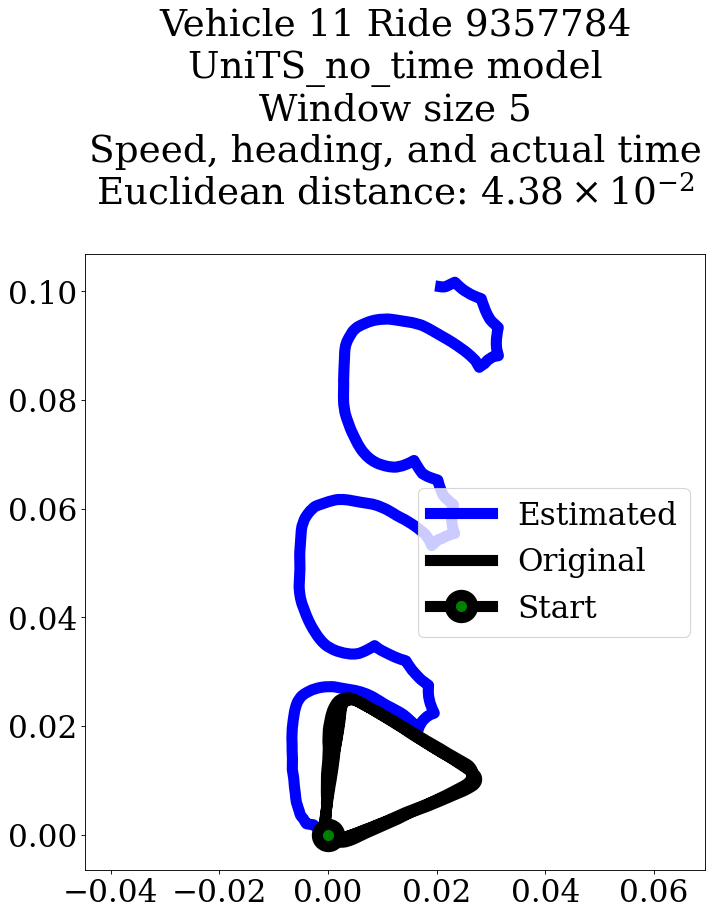 Vehicle 11 Ride 9357784
UniTS_no_time model
Window size 5
Speed, heading, and actual time
Euclidean distance: 4.38 × 10⁻²
0.10
0.08
0.06
0.04
0.02
0.00
Estimated
Original
Start
−0.04 −0.02 0.00 0.02 0.04 0.06